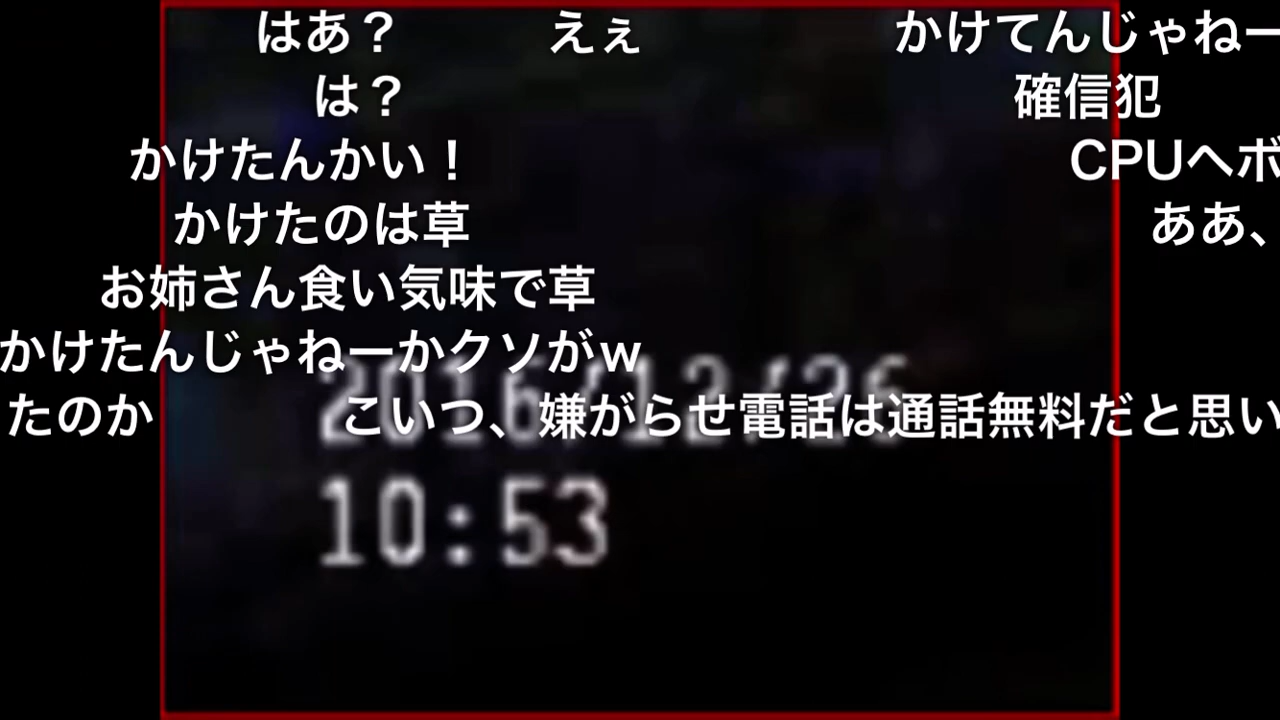 はあ？ えぇ かけてんじゃねー
は？ 確信犯
かけたんかい！ CPUヘボ
かけたのは草 ああ、
お姉さん食い気味で草
かけたんじゃねーかクソがw
2016/12/26
たのか こいつ、嫌がらせ電話は通話無料だと思い
10:53